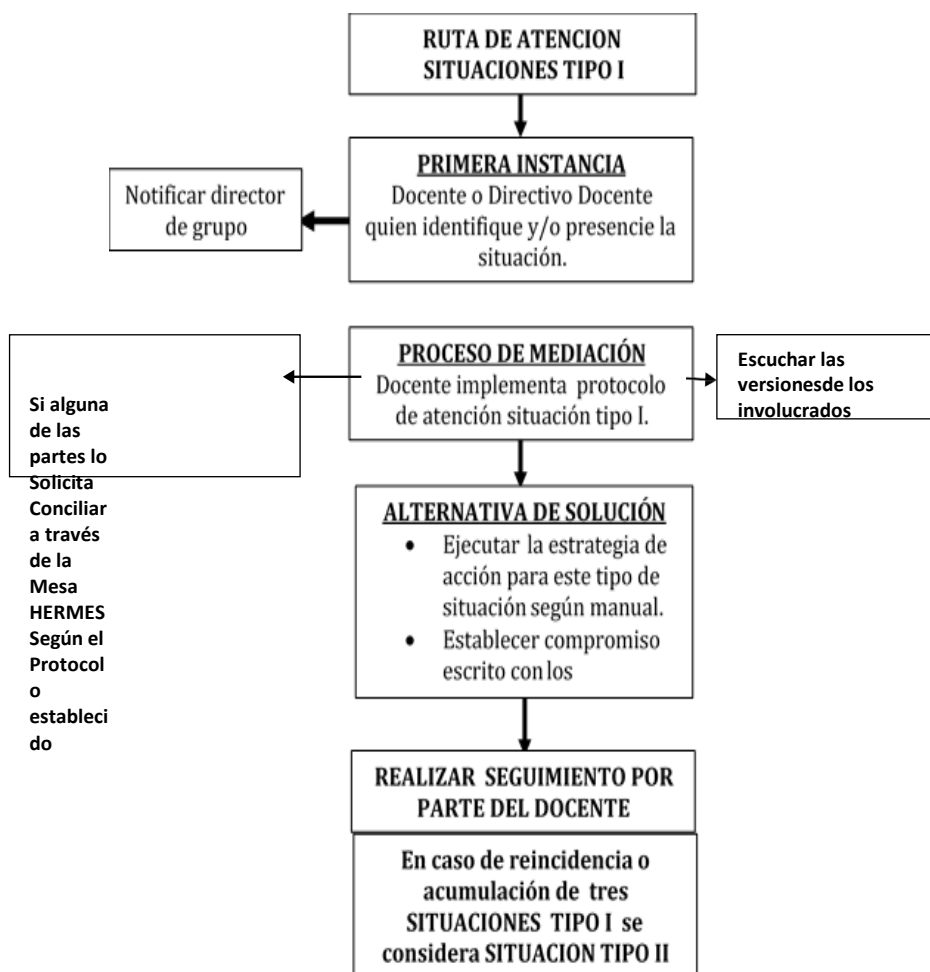 RUTA DE ATENCION
SITUACIONES TIPO I
PRIMERA INSTANCIA
Docente o Directivo Docente
quien identifique y/o presencie la
situación.
Notificar director
de grupo
PROCESO DE MEDIACIÓN
Docente implementa protocolo
de atención situación tipo I.
Escuchar las
versionesde los
involucrados
Si alguna
de las
partes lo
Solicita
Conciliar
a través
de la
Mesa
HERMES
Según el
Protocol
o
estableci
do
ALTERNATIVA DE SOLUCIÓN
• Ejecutar la estrategia de
acción para este tipo de
situación según manual.
• Establecer compromiso
escrito con los
REALIZAR SEGUIMIENTO POR
PARTE DEL DOCENTE
En caso de reincidencia o
acumulación de tres
SITUACIONES TIPO I se
considera SITUACION TIPO II